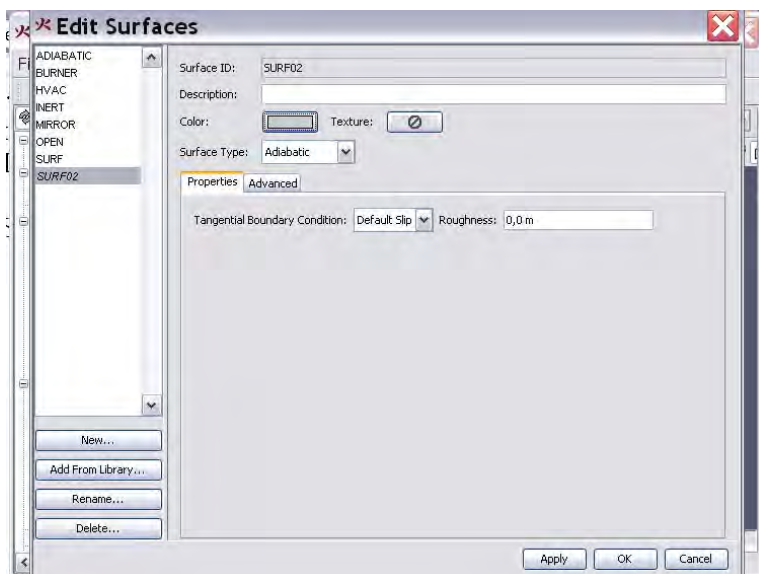 火 Edit Surfaces
ADIABATIC
BURNER
HVAC
INERT
MIRROR
OPEN
SURF
SURF02
New...
Add From Library...
Rename...
Delete...
Surface ID: SURF02
Description:
Color: Texture:
Surface Type: Adiabatic
Properties Advanced
Tangential Boundary Condition: Default Slip Roughness: 0,0 m
Apply OK Cancel